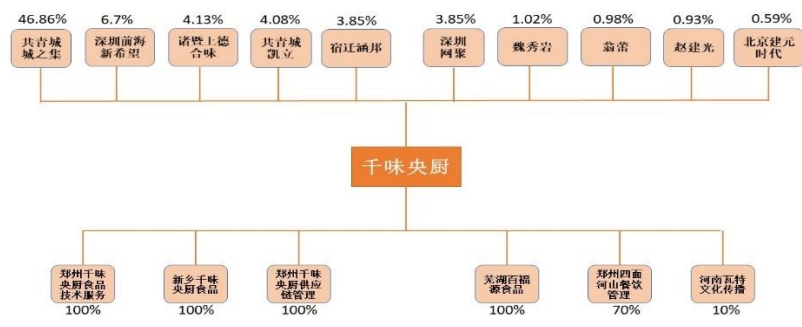 46.86%
6.7%
4.13%
4.08%
3.85%
3.85%
1.02%
0.98%
0.93%
0.59%
共青城
城之集
深圳前海
新希望
诸暨上德
合味
共青城
凯立
宿迁涵邦
深圳
网聚
魏秀岩
翁蕾
赵建光
北京建元
时代
千味央厨
郑州千味
央厨食品
技术服务
新乡千味
央厨食品
郑州千味
央厨供应
链管理
芜湖百福
源食品
郑州四面
河山餐饮
管理
河南瓦特
文化传播
100%
100%
100%
100%
70%
10%